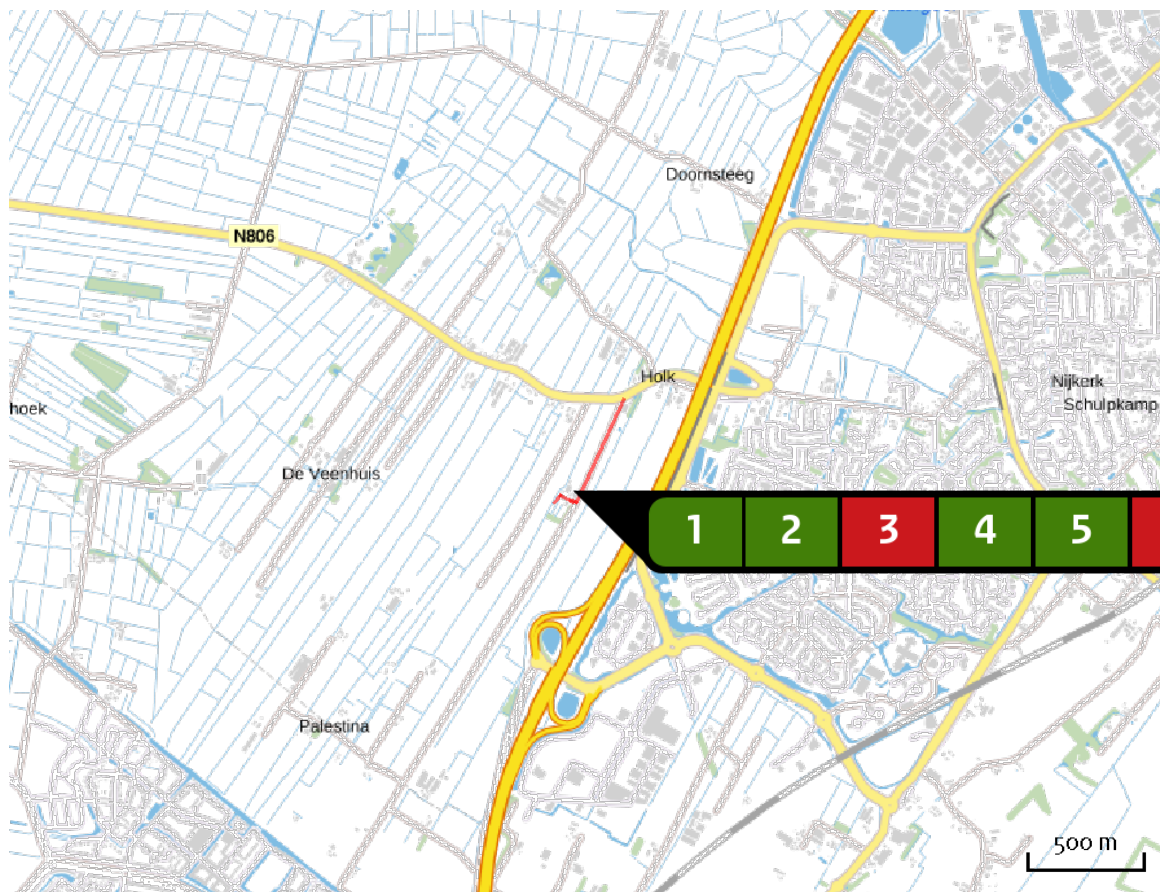 Doornsteeg
N806
Holk
Nijkerk
Schulpkamp
hoek
De Veenhuis
1 2 3 4 5
Palestina
500 m